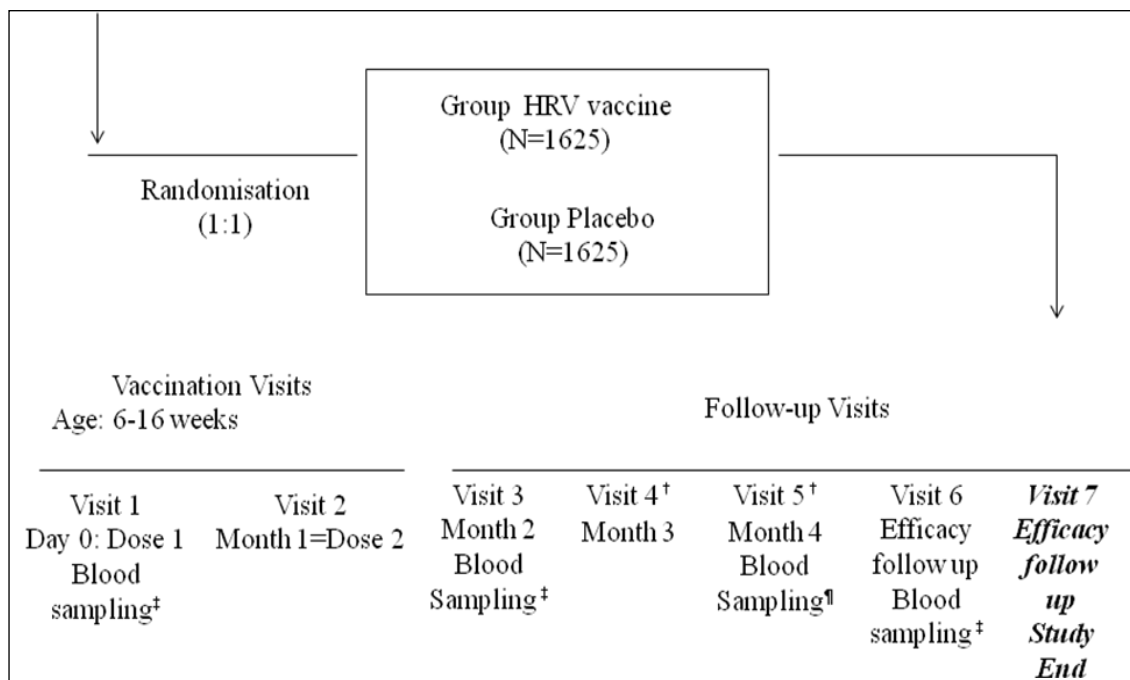 Group HRV vaccine
(N=1625)
Randomisation
(1:1)
Group Placebo
(N=1625)
Vaccination Visits
Age: 6-16 weeks
Follow-up Visits
Visit 1
Day 0: Dose 1
Blood
sampling‡
Visit 2
Month 1=Dose 2
Visit 3
Month 2
Blood
Sampling‡
Visit 4†
Month 3
Visit 5†
Month 4
Blood
Sampling¶
Visit 6
Efficacy
follow up
Blood
sampling‡
Visit 7
Efficacy
follow
up
Study
End